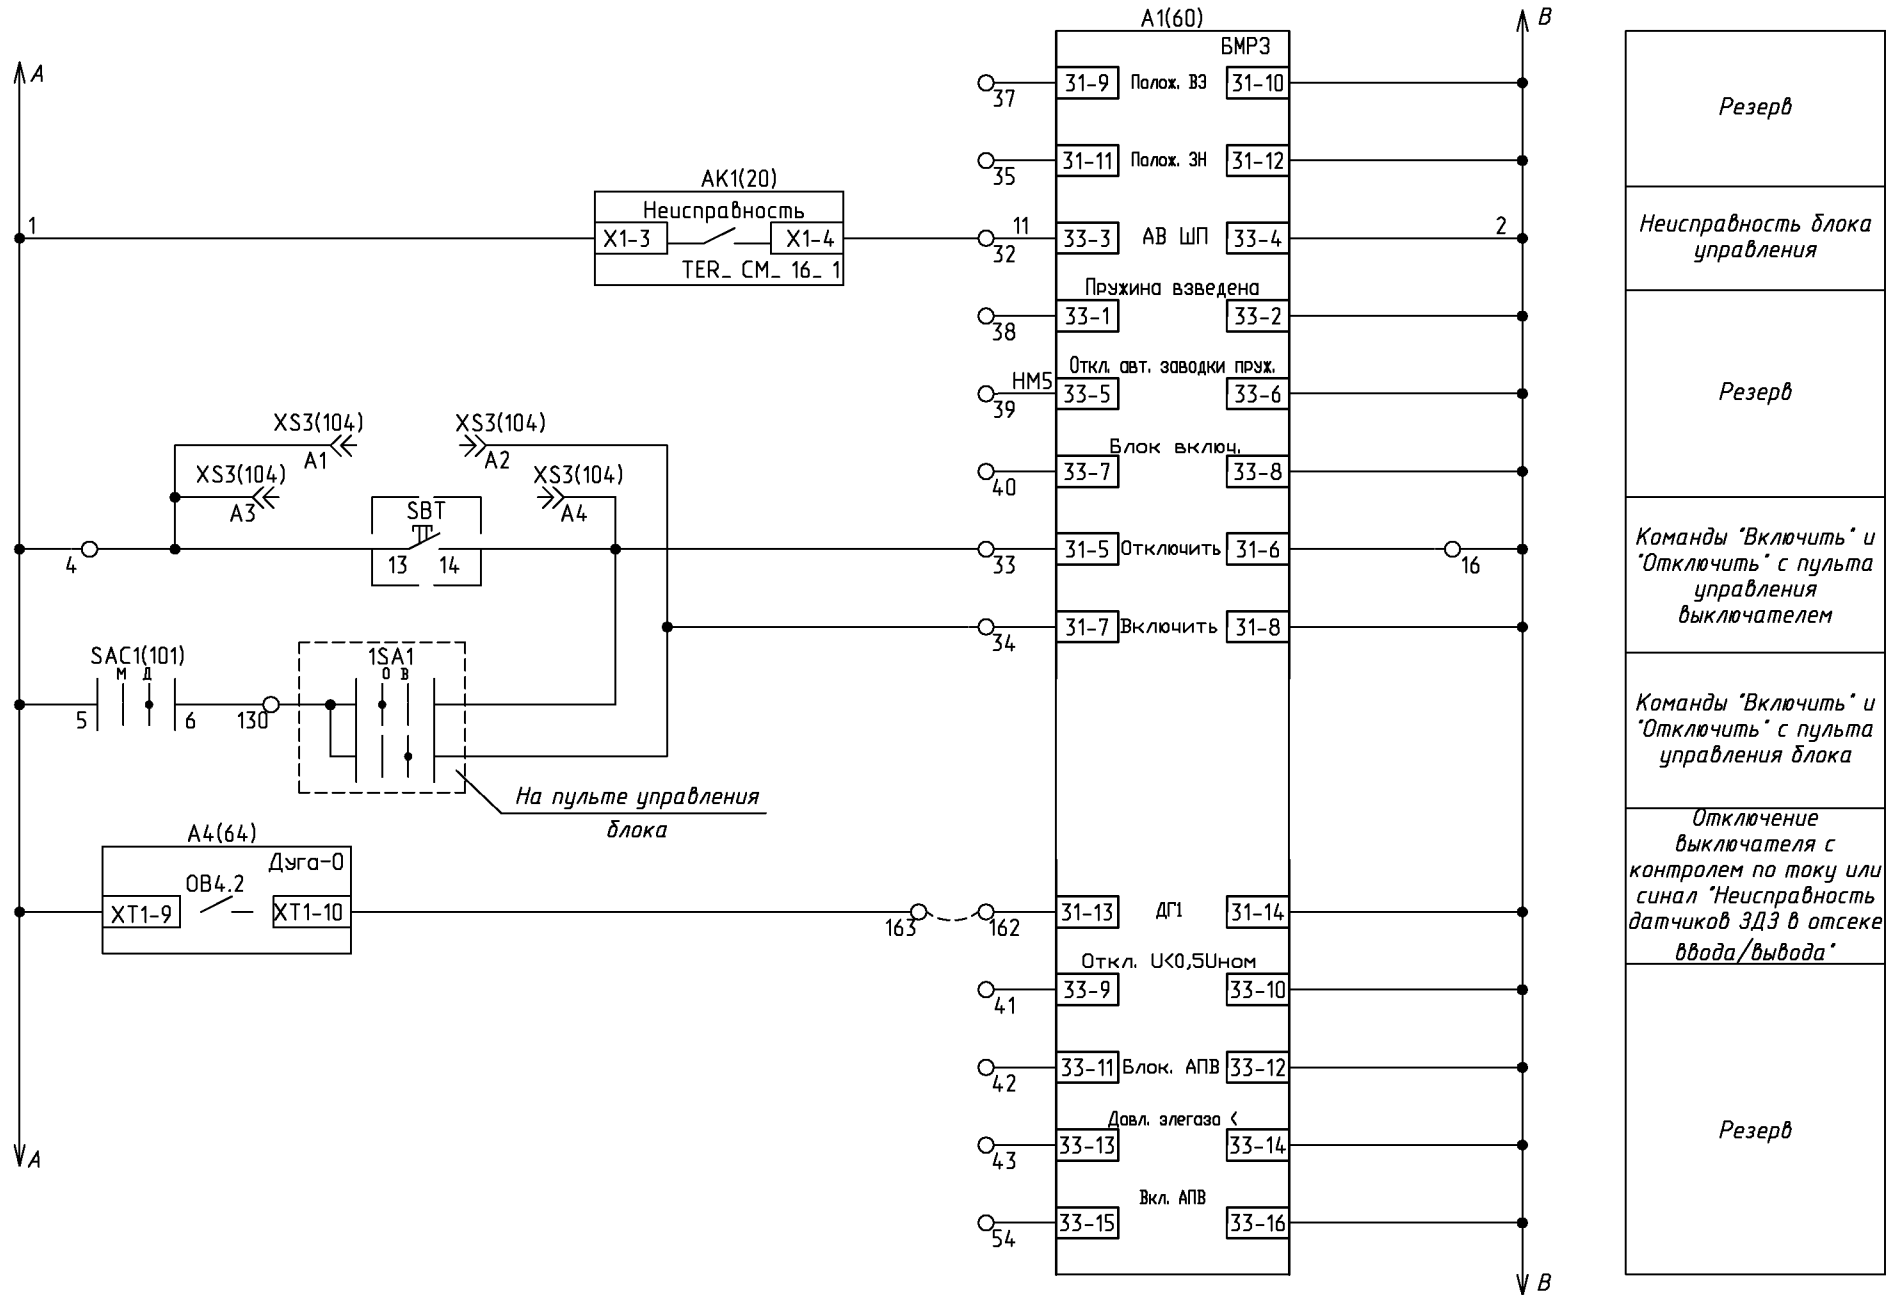 А1(60)
В
БМРЗ
А
37
31-9
Полож. ВЭ
31-10
Резерв
35
31-11
Полож. ЗН
31-12
АК1(20)
Неисправность
X1-3
X1-4
TER_ CM_ 16_ 1
1
11
32
33-3
АВ ШП
33-4
2
Неисправность блока
управления
Пружина взведена
38
33-1
33-2
Откл. авт. заводки пруж.
НМ5
39
33-5
33-6
Резерв
XS3(104)
А1
XS3(104)
А2
Блок включ.
40
33-7
33-8
XS3(104)
А3
XS3(104)
А4
SBT
13
14
4
33
31-5
Отключить
31-6
16
Команды "Включить" и
"Отключить" с пульта
управления
выключателем
34
31-7
Включить
31-8
SAC1(101)
М Д
5
6
130
1SA1
О В
Команды "Включить" и
"Отключить" с пульта
управления блока
На пульте управления
блока
А4(64)
Дуга-О
ОВ4.2
XT1-9
XT1-10
163
162
31-13
ДГ1
31-14
Отключение
выключателя с
контролем по току или
синал "Неисправность
датчиков ЗДЗ в отсеке
ввода/вывода"
Откл. U<0,5Uном
41
33-9
33-10
42
33-11
Блок. АПВ
33-12
Давл. элегаза <
43
33-13
33-14
Резерв
Вкл. АПВ
54
33-15
33-16
А
В